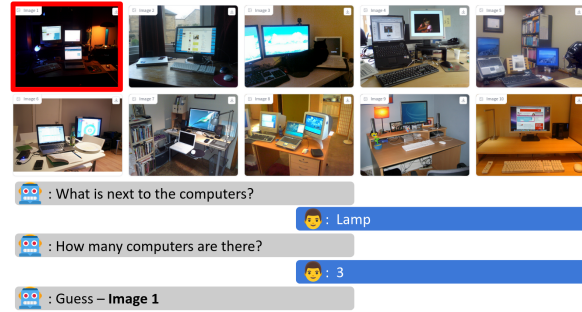 Image 1
Image 2
Image 3
Image 4
Image 5
Image 6
Image 7
Image 8
Image 9
Image 10
: What is next to the computers?
: Lamp
: How many computers are there?
: 3
: Guess – Image 1